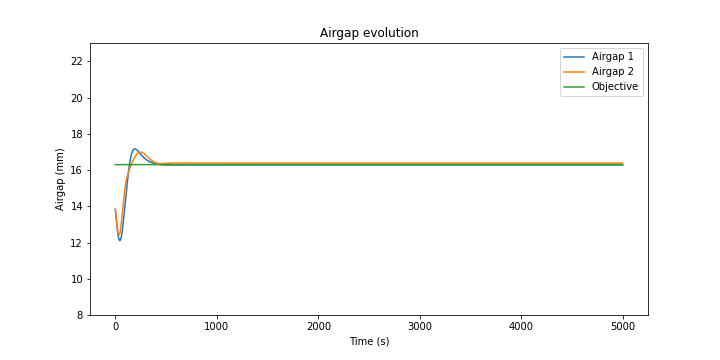 Airgap evolution
Airgap 1
Airgap 2
Objective
Airgap (mm)
22
20
18
16
14
12
10
8
0
1000
2000
3000
4000
5000
Time (s)